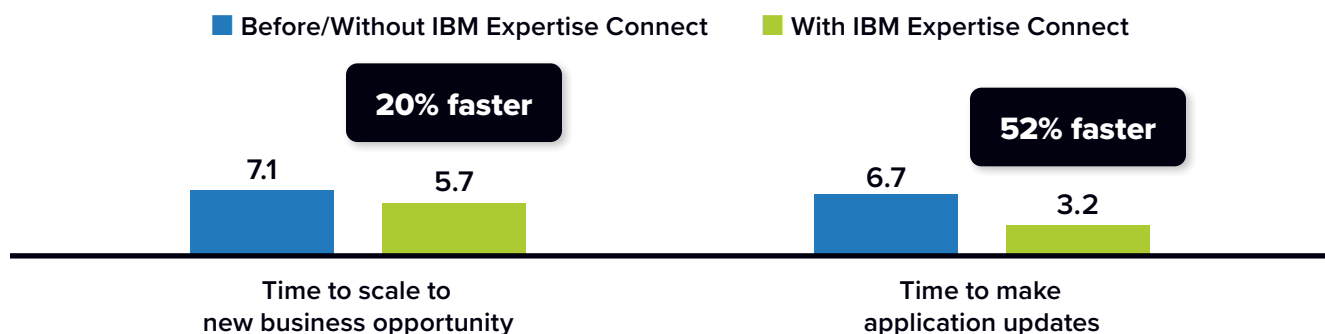 Before/Without IBM Expertise Connect
With IBM Expertise Connect
20% faster
52% faster
7.1
5.7
6.7
3.2
Time to scale to
new business opportunity
Time to make
application updates